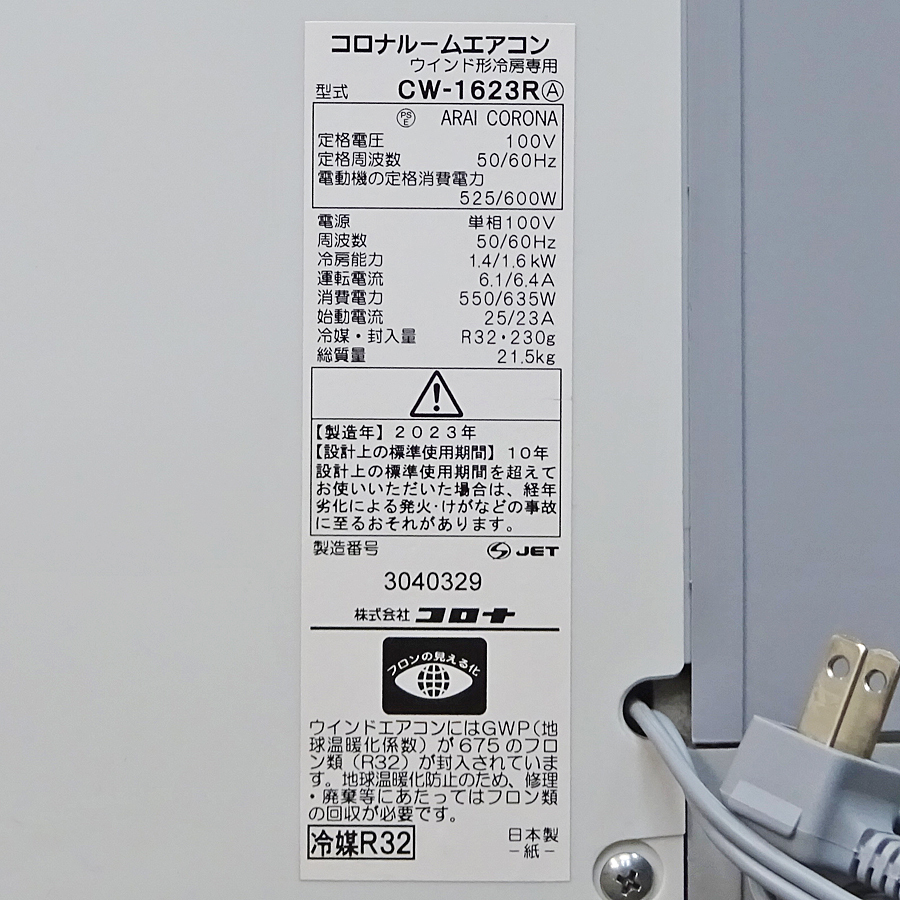 コロナルームエアコン
ウインド形冷房専用
型式 CW-1623RⒶ
PSE ARAI CORONA
定格電圧 100V
定格周波数 50/60Hz
電動機の定格消費電力
525/600W
電源 単相100V
周波数 50/60Hz
冷房能力 1.4/1.6kW
運転電流 6.1/6.4A
消費電力 550/635W
始動電流 25/23A
冷媒・封入量 R32・230g
総質量 21.5kg
【製造年】２０２３年
【設計上の標準使用期間】１０年
設計上の標準使用期間を超えて
お使いいただいた場合は、経年
劣化による発火・けがなどの事故
に至るおそれがあります。
製造番号 JET
3040329
株式会社 コロナ
フロンの見える化
ウインドエアコンにはGWP(地
球温暖化係数)が675のフロ
ン類(R32)が封入されていま
す。地球温暖化防止のため、修理
・廃棄等にあたってはフロン類
の回収が必要です。
冷媒R32 日本製
－紙－